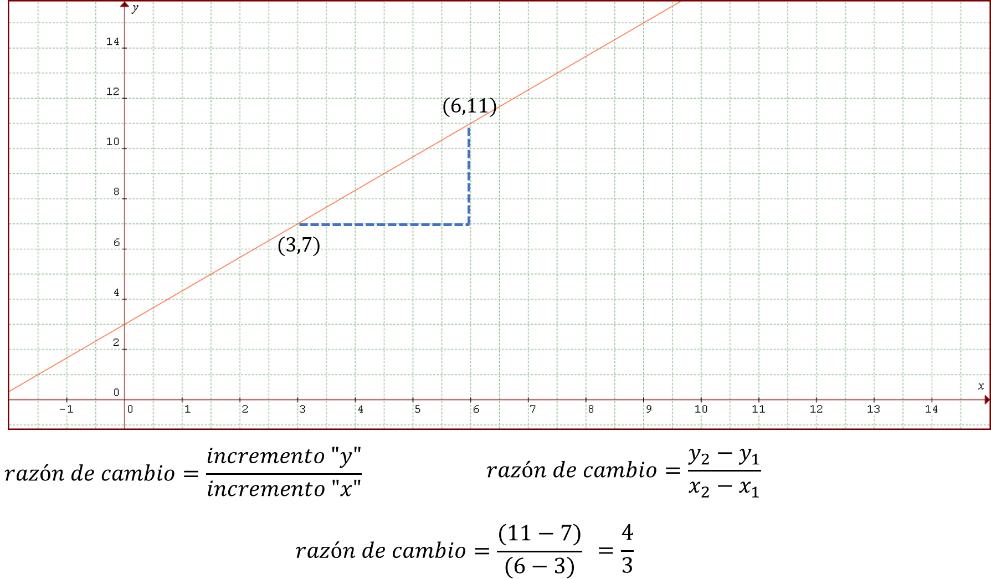 y
14
12
(6,11)
10
8
(3,7)
6
4
2
0
x
-1 0 1 2 3 4 5 6 7 8 9 10 11 12 13 14
razón de cambio = incremento "y" / incremento "x"
razón de cambio = y₂ − y₁ / x₂ − x₁
razón de cambio = (11 − 7) / (6 − 3) = 4 / 3